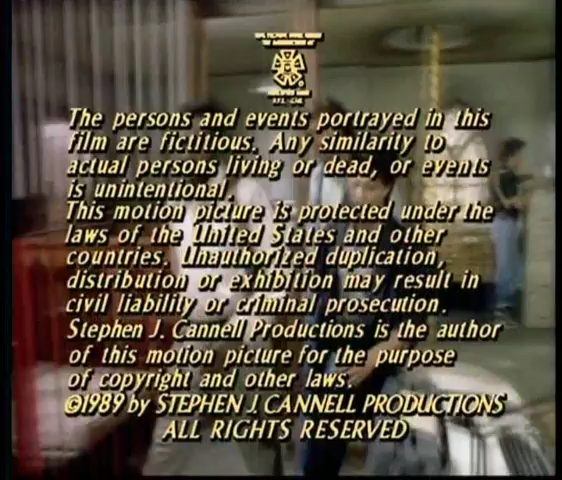 The persons and events portrayed in this
film are fictitious. Any similarity to
actual persons living or dead, or events
is unintentional.
This motion picture is protected under the
laws of the United States and other
countries. Unauthorized duplication,
distribution or exhibition may result in
civil liability or criminal prosecution.
Stephen J. Cannell Productions is the author
of this motion picture for the purpose
of copyright and other laws.
©1989 by STEPHEN J. CANNELL PRODUCTIONS
ALL RIGHTS RESERVED